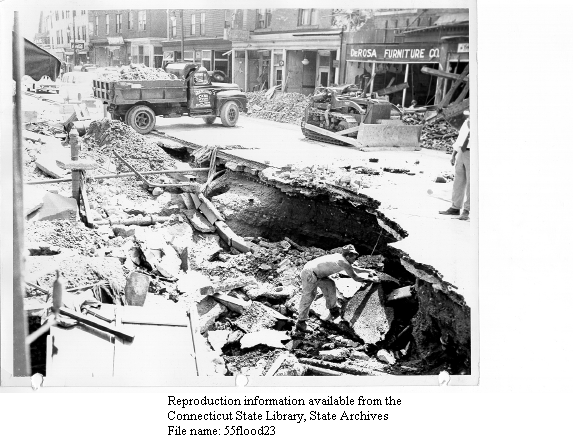 DEROSA FURNITURE CO
Reproduction information available from the
Connecticut State Library, State Archives
File name: 55flood23